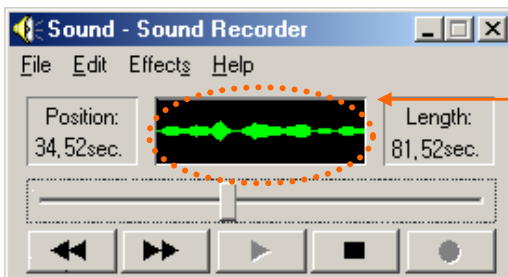 Sound - Sound Recorder
File Edit Effects Help
Position:
34,52sec.
Length:
81,52sec.